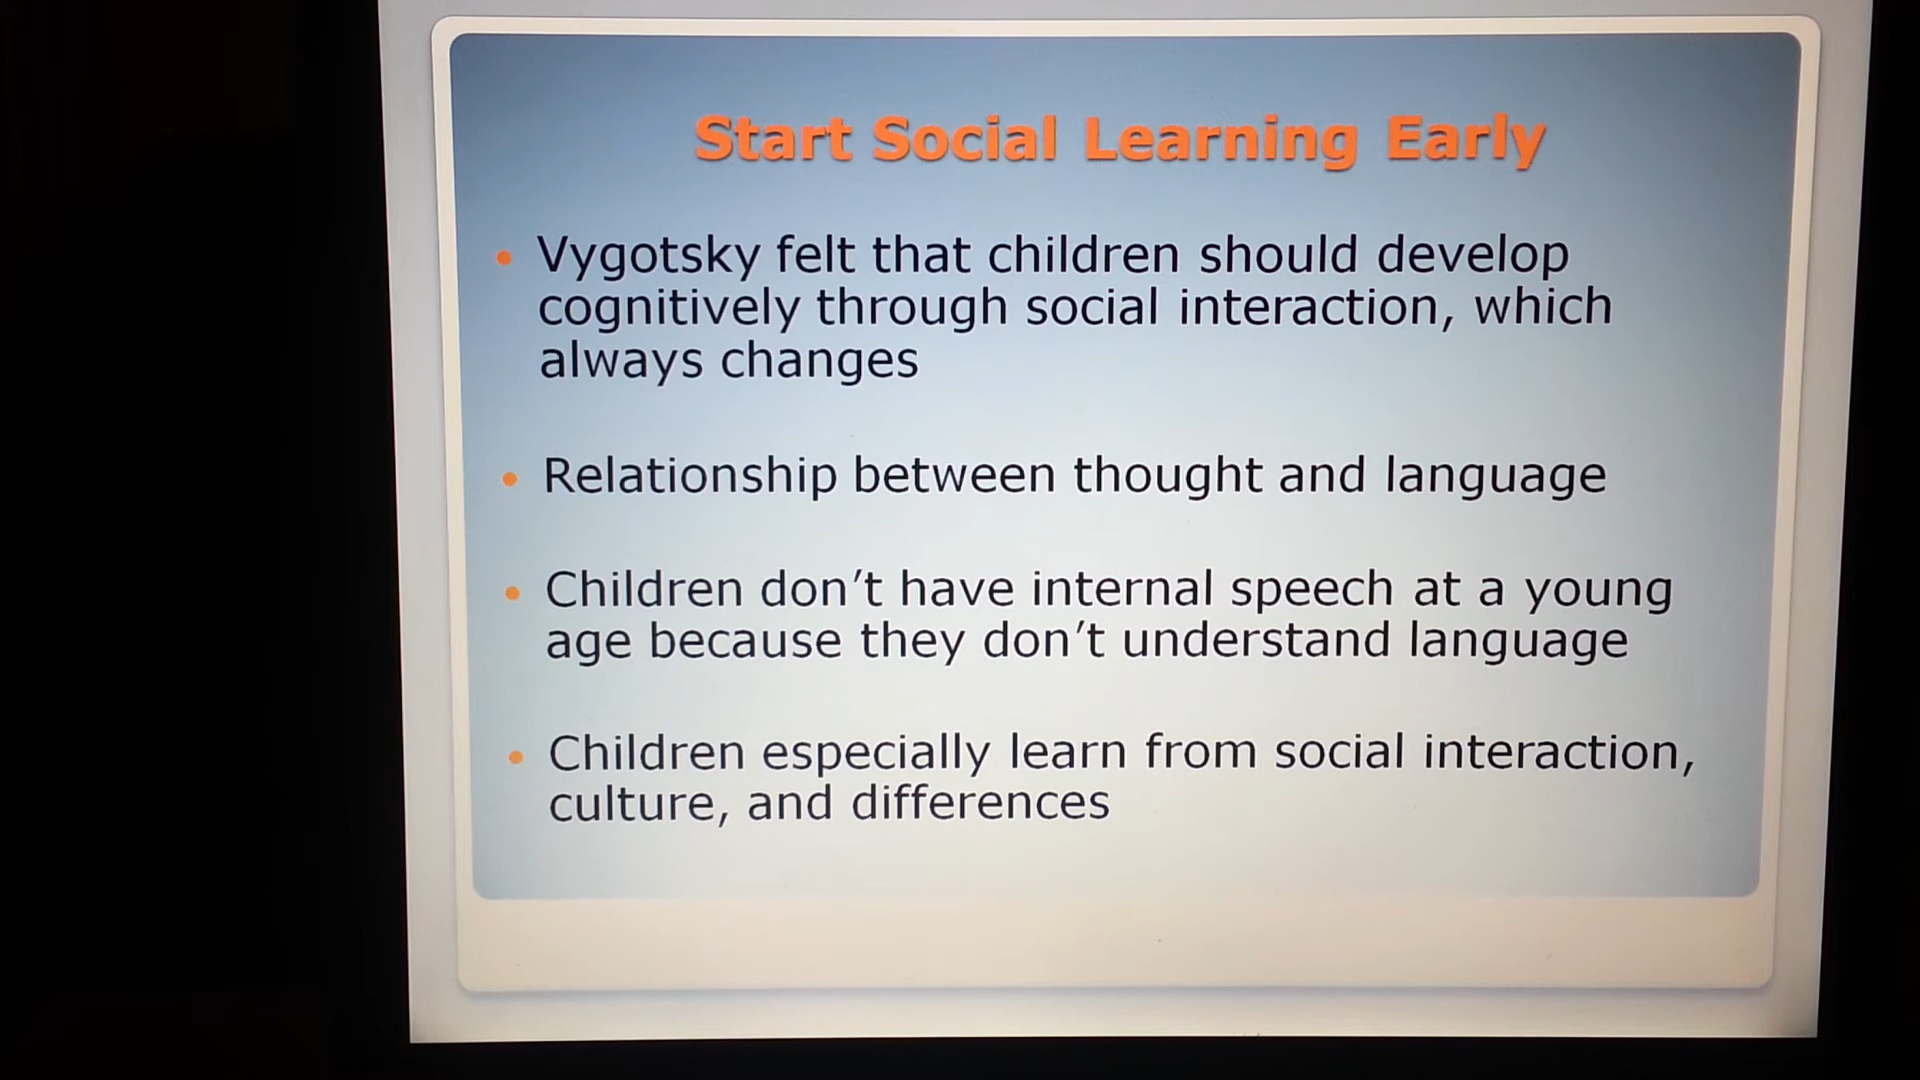 Start Social Learning Early
• Vygotsky felt that children should develop
cognitively through social interaction, which
always changes
• Relationship between thought and language
• Children don’t have internal speech at a young
age because they don’t understand language
• Children especially learn from social interaction,
culture, and differences